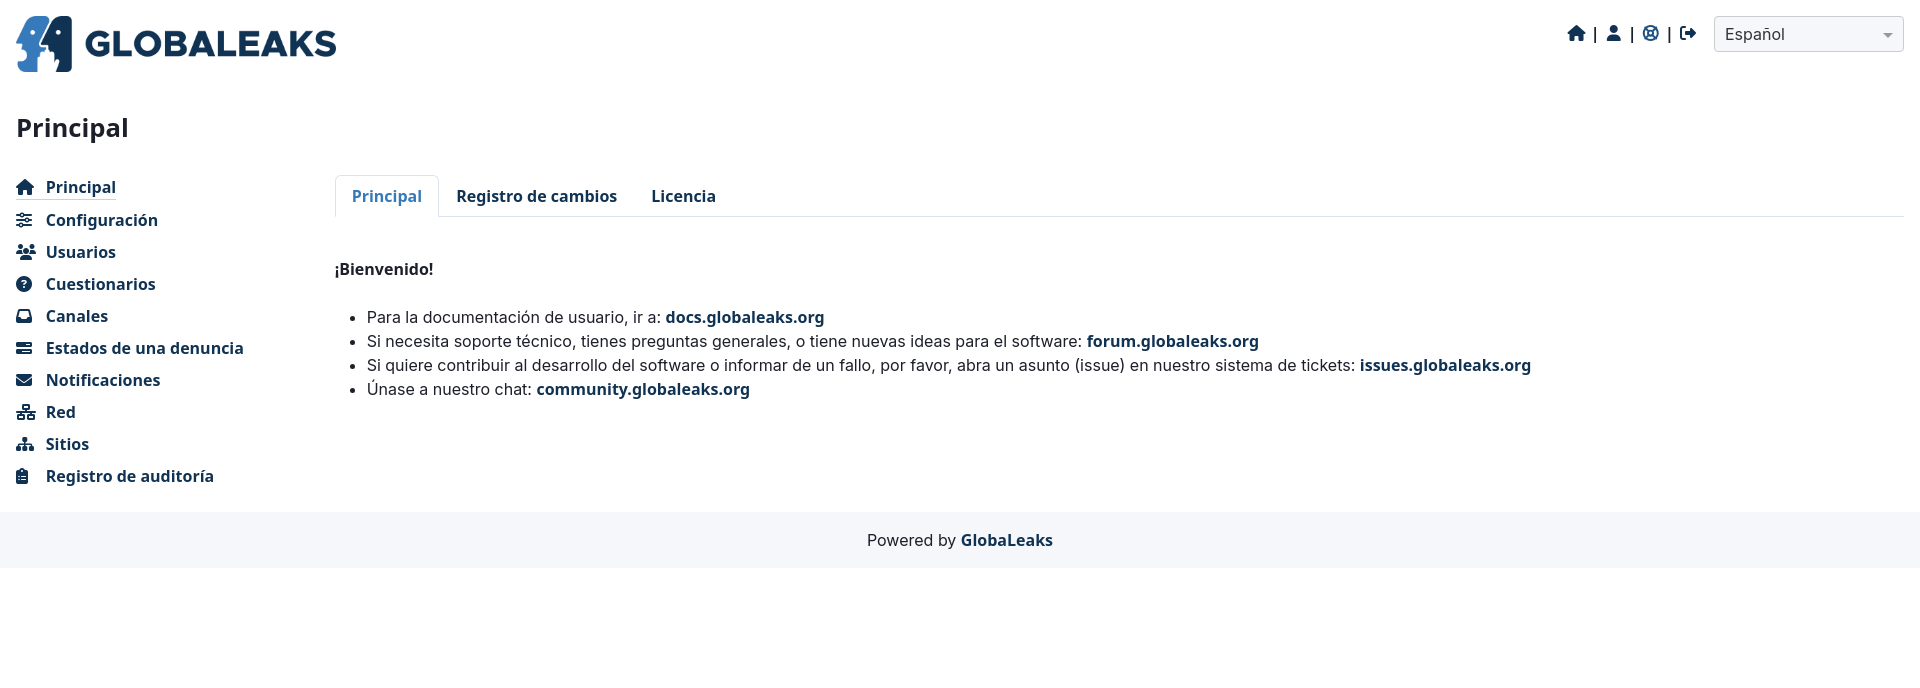 GLOBALEAKS
| | |
Español
Principal
Principal
Configuración
Usuarios
Cuestionarios
Canales
Estados de una denuncia
Notificaciones
Red
Sitios
Registro de auditoría
Principal Registro de cambios Licencia
¡Bienvenido!
• Para la documentación de usuario, ir a: docs.globaleaks.org
• Si necesita soporte técnico, tienes preguntas generales, o tiene nuevas ideas para el software: forum.globaleaks.org
• Si quiere contribuir al desarrollo del software o informar de un fallo, por favor, abra un asunto (issue) en nuestro sistema de tickets: issues.globaleaks.org
• Únase a nuestro chat: community.globaleaks.org
Powered by GlobaLeaks